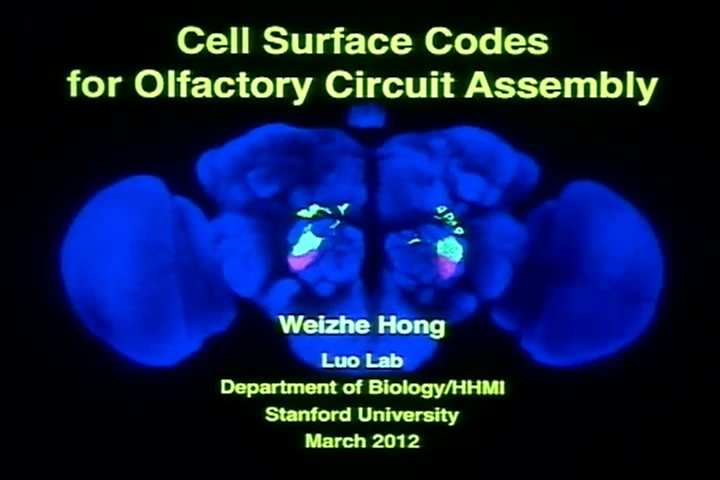 Cell Surface Codes
for Olfactory Circuit Assembly
Weizhe Hong
Luo Lab
Department of Biology/HHMI
Stanford University
March 2012